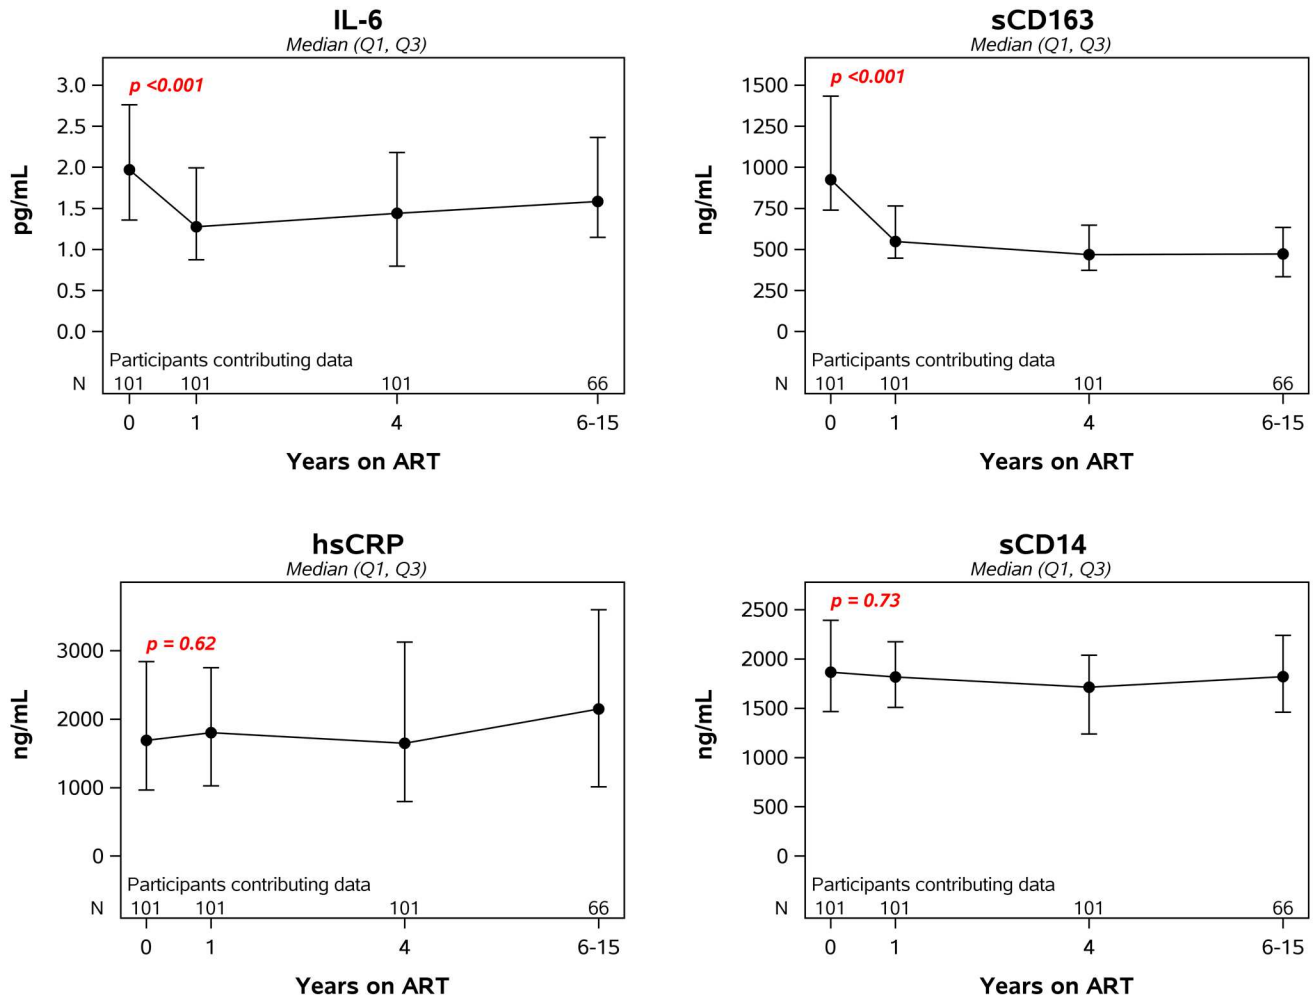 IL-6
Median (Q1, Q3)
p <0.001
3.0
2.5
2.0
1.5
1.0
0.5
0.0
pg/mL
Participants contributing data
N 101 101 101 66
0 1 4 6-15
Years on ART
sCD163
Median (Q1, Q3)
p <0.001
1500
1250
1000
750
500
250
0
ng/mL
Participants contributing data
N 101 101 101 66
0 1 4 6-15
Years on ART
hsCRP
Median (Q1, Q3)
p = 0.62
3000
2000
1000
0
ng/mL
Participants contributing data
N 101 101 101 66
0 1 4 6-15
Years on ART
sCD14
Median (Q1, Q3)
p = 0.73
2500
2000
1500
1000
500
0
ng/mL
Participants contributing data
N 101 101 101 66
0 1 4 6-15
Years on ART